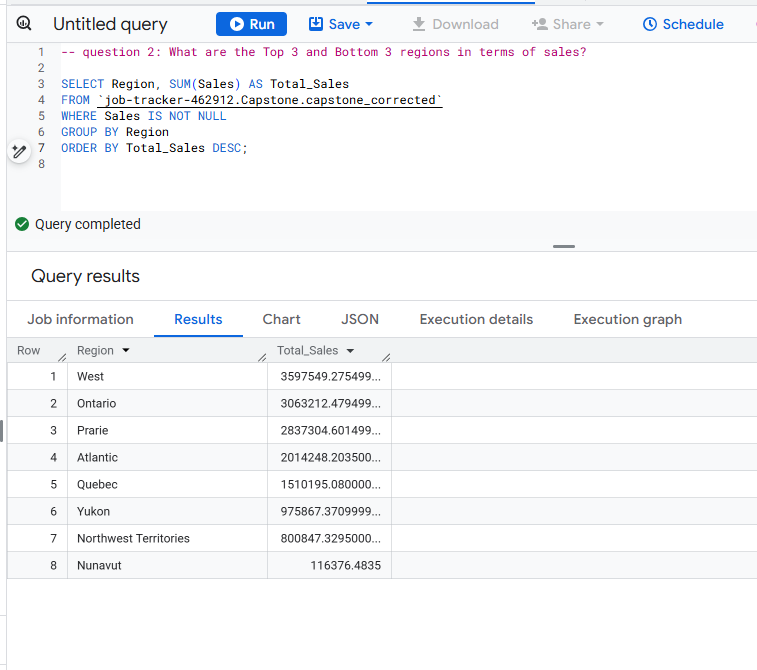 Untitled query Run Save Download Share Schedule
1 -- question 2: What are the Top 3 and Bottom 3 regions in terms of sales?
2
3 SELECT Region, SUM(Sales) AS Total_Sales
4 FROM `job-tracker-462912.Capstone.capstone_corrected`
5 WHERE Sales IS NOT NULL
6 GROUP BY Region
7 ORDER BY Total_Sales DESC;
8
Query completed
Query results
Job information Results Chart JSON Execution details Execution graph
Row Region Total_Sales
1 West 3597549.275499...
2 Ontario 3063212.479499...
3 Prarie 2837304.601499...
4 Atlantic 2014248.203500...
5 Quebec 1510195.080000...
6 Yukon 975867.3709999...
7 Northwest Territories 800847.3295000...
8 Nunavut 116376.4835